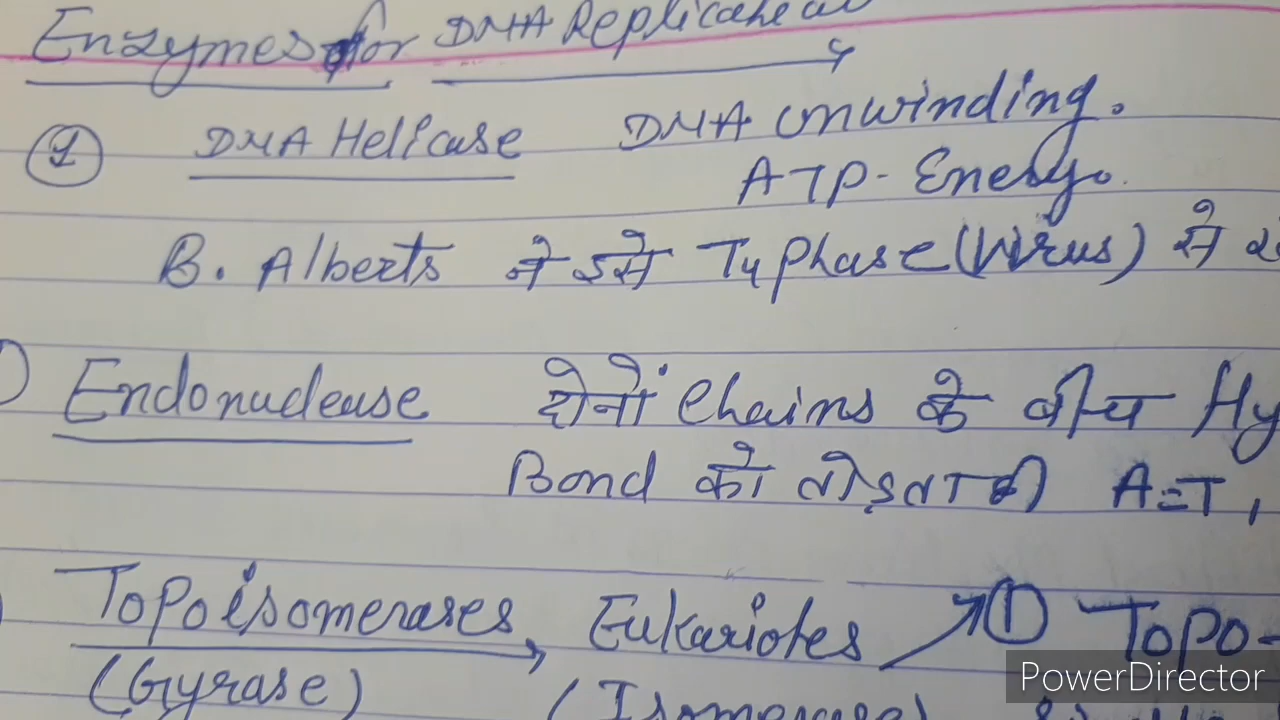 Enzymes for DNA Replication
① DNA Helicase DNA unwinding.
ATP- Energy.
B. Alberts ने इसे T4 Phase (Virus) से
Endonuclease दोनों Chains के बीच Hy
Bond को तोड़ता है A=T,
Topoisomerases, Eukariotes ① Topo-
(Gyrase) (Isomerase)
PowerDirector